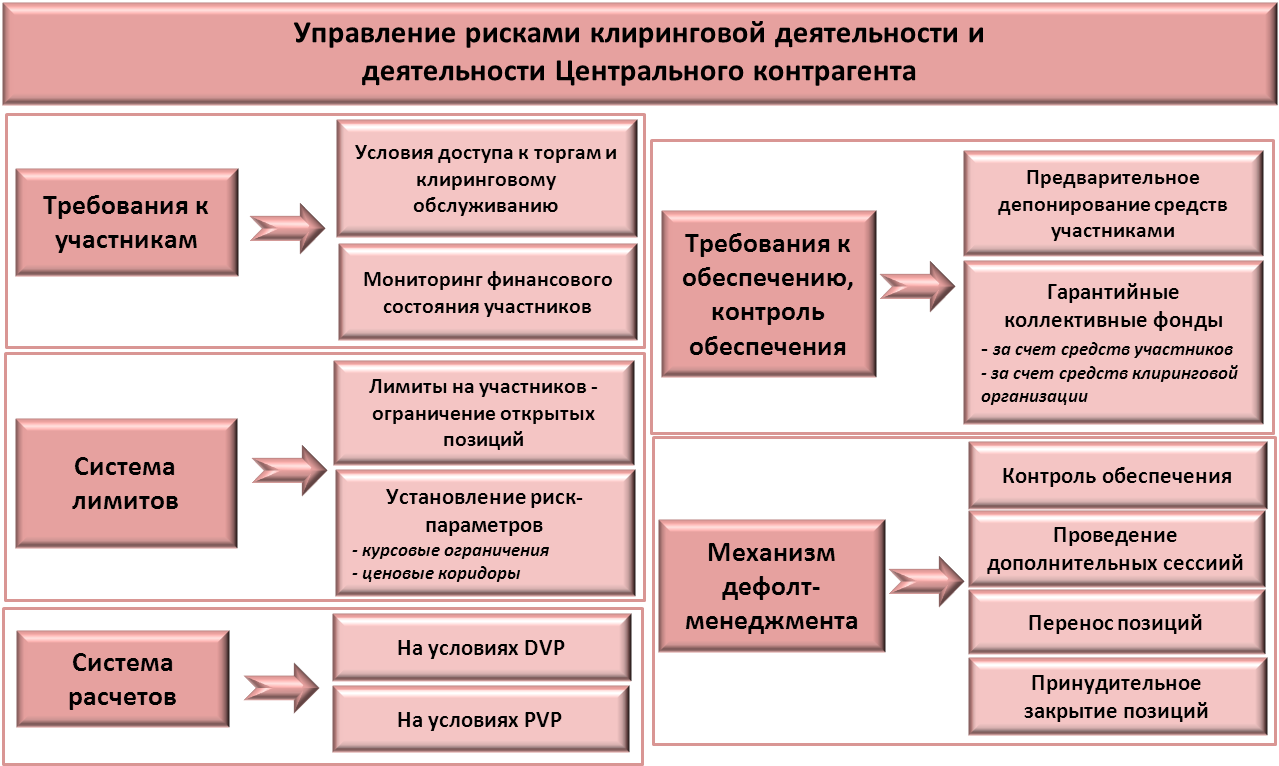 Управление рисками клиринговой деятельности и
деятельности Центрального контрагента
Требования к
участникам
Условия доступа к торгам и
клиринговому
обслуживанию
Мониторинг финансового
состояния участников
Система
лимитов
Лимиты на участников -
ограничение открытых
позиций
Установление риск-
параметров
- курсовые ограничения
- ценовые коридоры
Система
расчетов
На условиях DVP
На условиях PVP
Требования к
обеспечению,
контроль
обеспечения
Предварительное
депонирование средств
участниками
Гарантийные
коллективные фонды
- за счет средств участников
- за счет средств клиринговой
организации
Механизм
дефолт-
менеджмента
Контроль обеспечения
Проведение
дополнительных сессиий
Перенос позиций
Принудительное
закрытие позиций